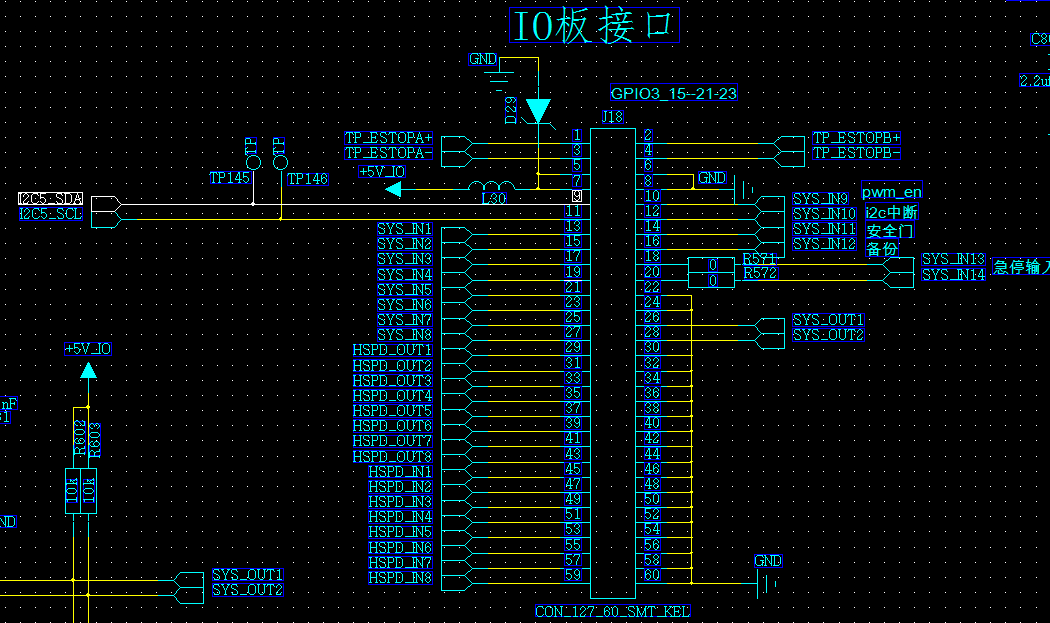 IO板接口
GND
C8
2.2u
D29
GPIO3_15--21-23
J18
TP_ESTOPA+ 1 2 TP_ESTOPB+
TP_ESTOPA- 3 4 TP_ESTOPB-
TP TP
5 6
TP145 TP146 +5V_IO 7 8 GND
L30
I2C5_SDA 9 10 SYS_IN9 pwm_en
I2C5_SCL 11 12 SYS_IN10 i2c中断
SYS_IN1 13 14 SYS_IN11 安全门
SYS_IN2 15 16 SYS_IN12 备份
SYS_IN3 17 18 0 R571 SYS_IN13 急停输入
SYS_IN4 19 20 0 R572 SYS_IN14
SYS_IN5 21 22
SYS_IN6 23 24
SYS_IN7 25 26 SYS_OUT1
SYS_IN8 27 28 SYS_OUT2
HSPD_OUT1 29 30
HSPD_OUT2 31 32
HSPD_OUT3 33 34
HSPD_OUT4 35 36
HSPD_OUT5 37 38
HSPD_OUT6 39 40
HSPD_OUT7 41 42
HSPD_OUT8 43 44
HSPD_IN1 45 46
HSPD_IN2 47 48
HSPD_IN3 49 50
HSPD_IN4 51 52
HSPD_IN5 53 54
HSPD_IN6 55 56
HSPD_IN7 57 58
HSPD_IN8 59 60
GND
CON_127_60_SMT_KEL
+5V_IO
nF
R602 R603
10k 10k
ND
SYS_OUT1
SYS_OUT2